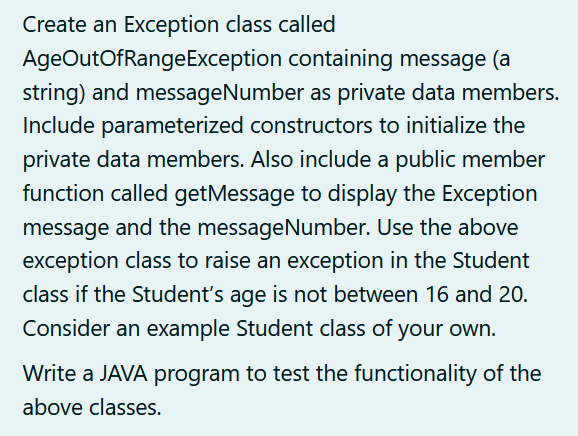 Create an Exception class called
AgeOutOfRangeException containing message (a
string) and messageNumber as private data members.
Include parameterized constructors to initialize the
private data members. Also include a public member
function called getMessage to display the Exception
message and the messageNumber. Use the above
exception class to raise an exception in the Student
class if the Student’s age is not between 16 and 20.
Consider an example Student class of your own.
Write a JAVA program to test the functionality of the
above classes.